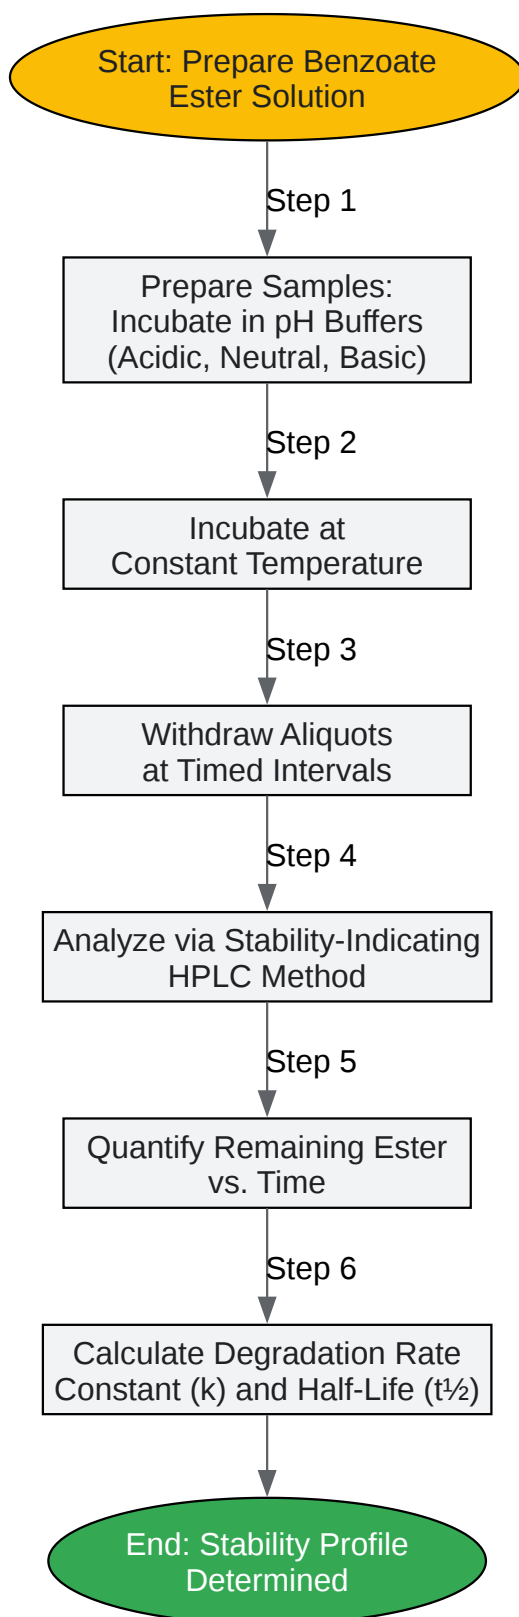 Start: Prepare Benzoate
Ester Solution
Step 1
Prepare Samples:
Incubate in pH Buffers
(Acidic, Neutral, Basic)
Step 2
Incubate at
Constant Temperature
Step 3
Withdraw Aliquots
at Timed Intervals
Step 4
Analyze via Stability-Indicating
HPLC Method
Step 5
Quantify Remaining Ester
vs. Time
Step 6
Calculate Degradation Rate
Constant (k) and Half-Life (t½)
End: Stability Profile
Determined